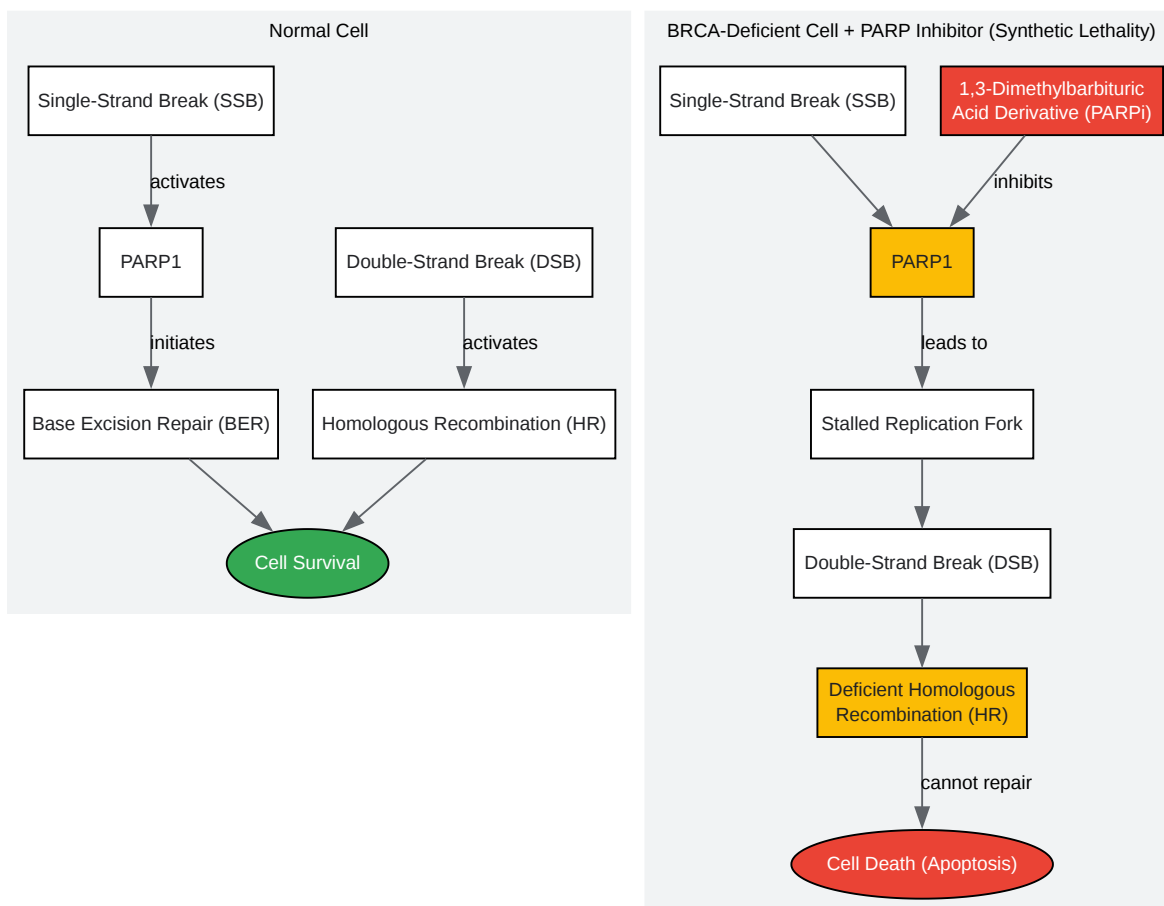 Normal Cell
Single-Strand Break (SSB)
activates
PARP1
Double-Strand Break (DSB)
initiates
activates
Base Excision Repair (BER)
Homologous Recombination (HR)
Cell Survival
BRCA-Deficient Cell + PARP Inhibitor (Synthetic Lethality)
Single-Strand Break (SSB)
1,3-Dimethylbarbituric
Acid Derivative (PARPi)
inhibits
PARP1
leads to
Stalled Replication Fork
Double-Strand Break (DSB)
Deficient Homologous
Recombination (HR)
cannot repair
Cell Death (Apoptosis)